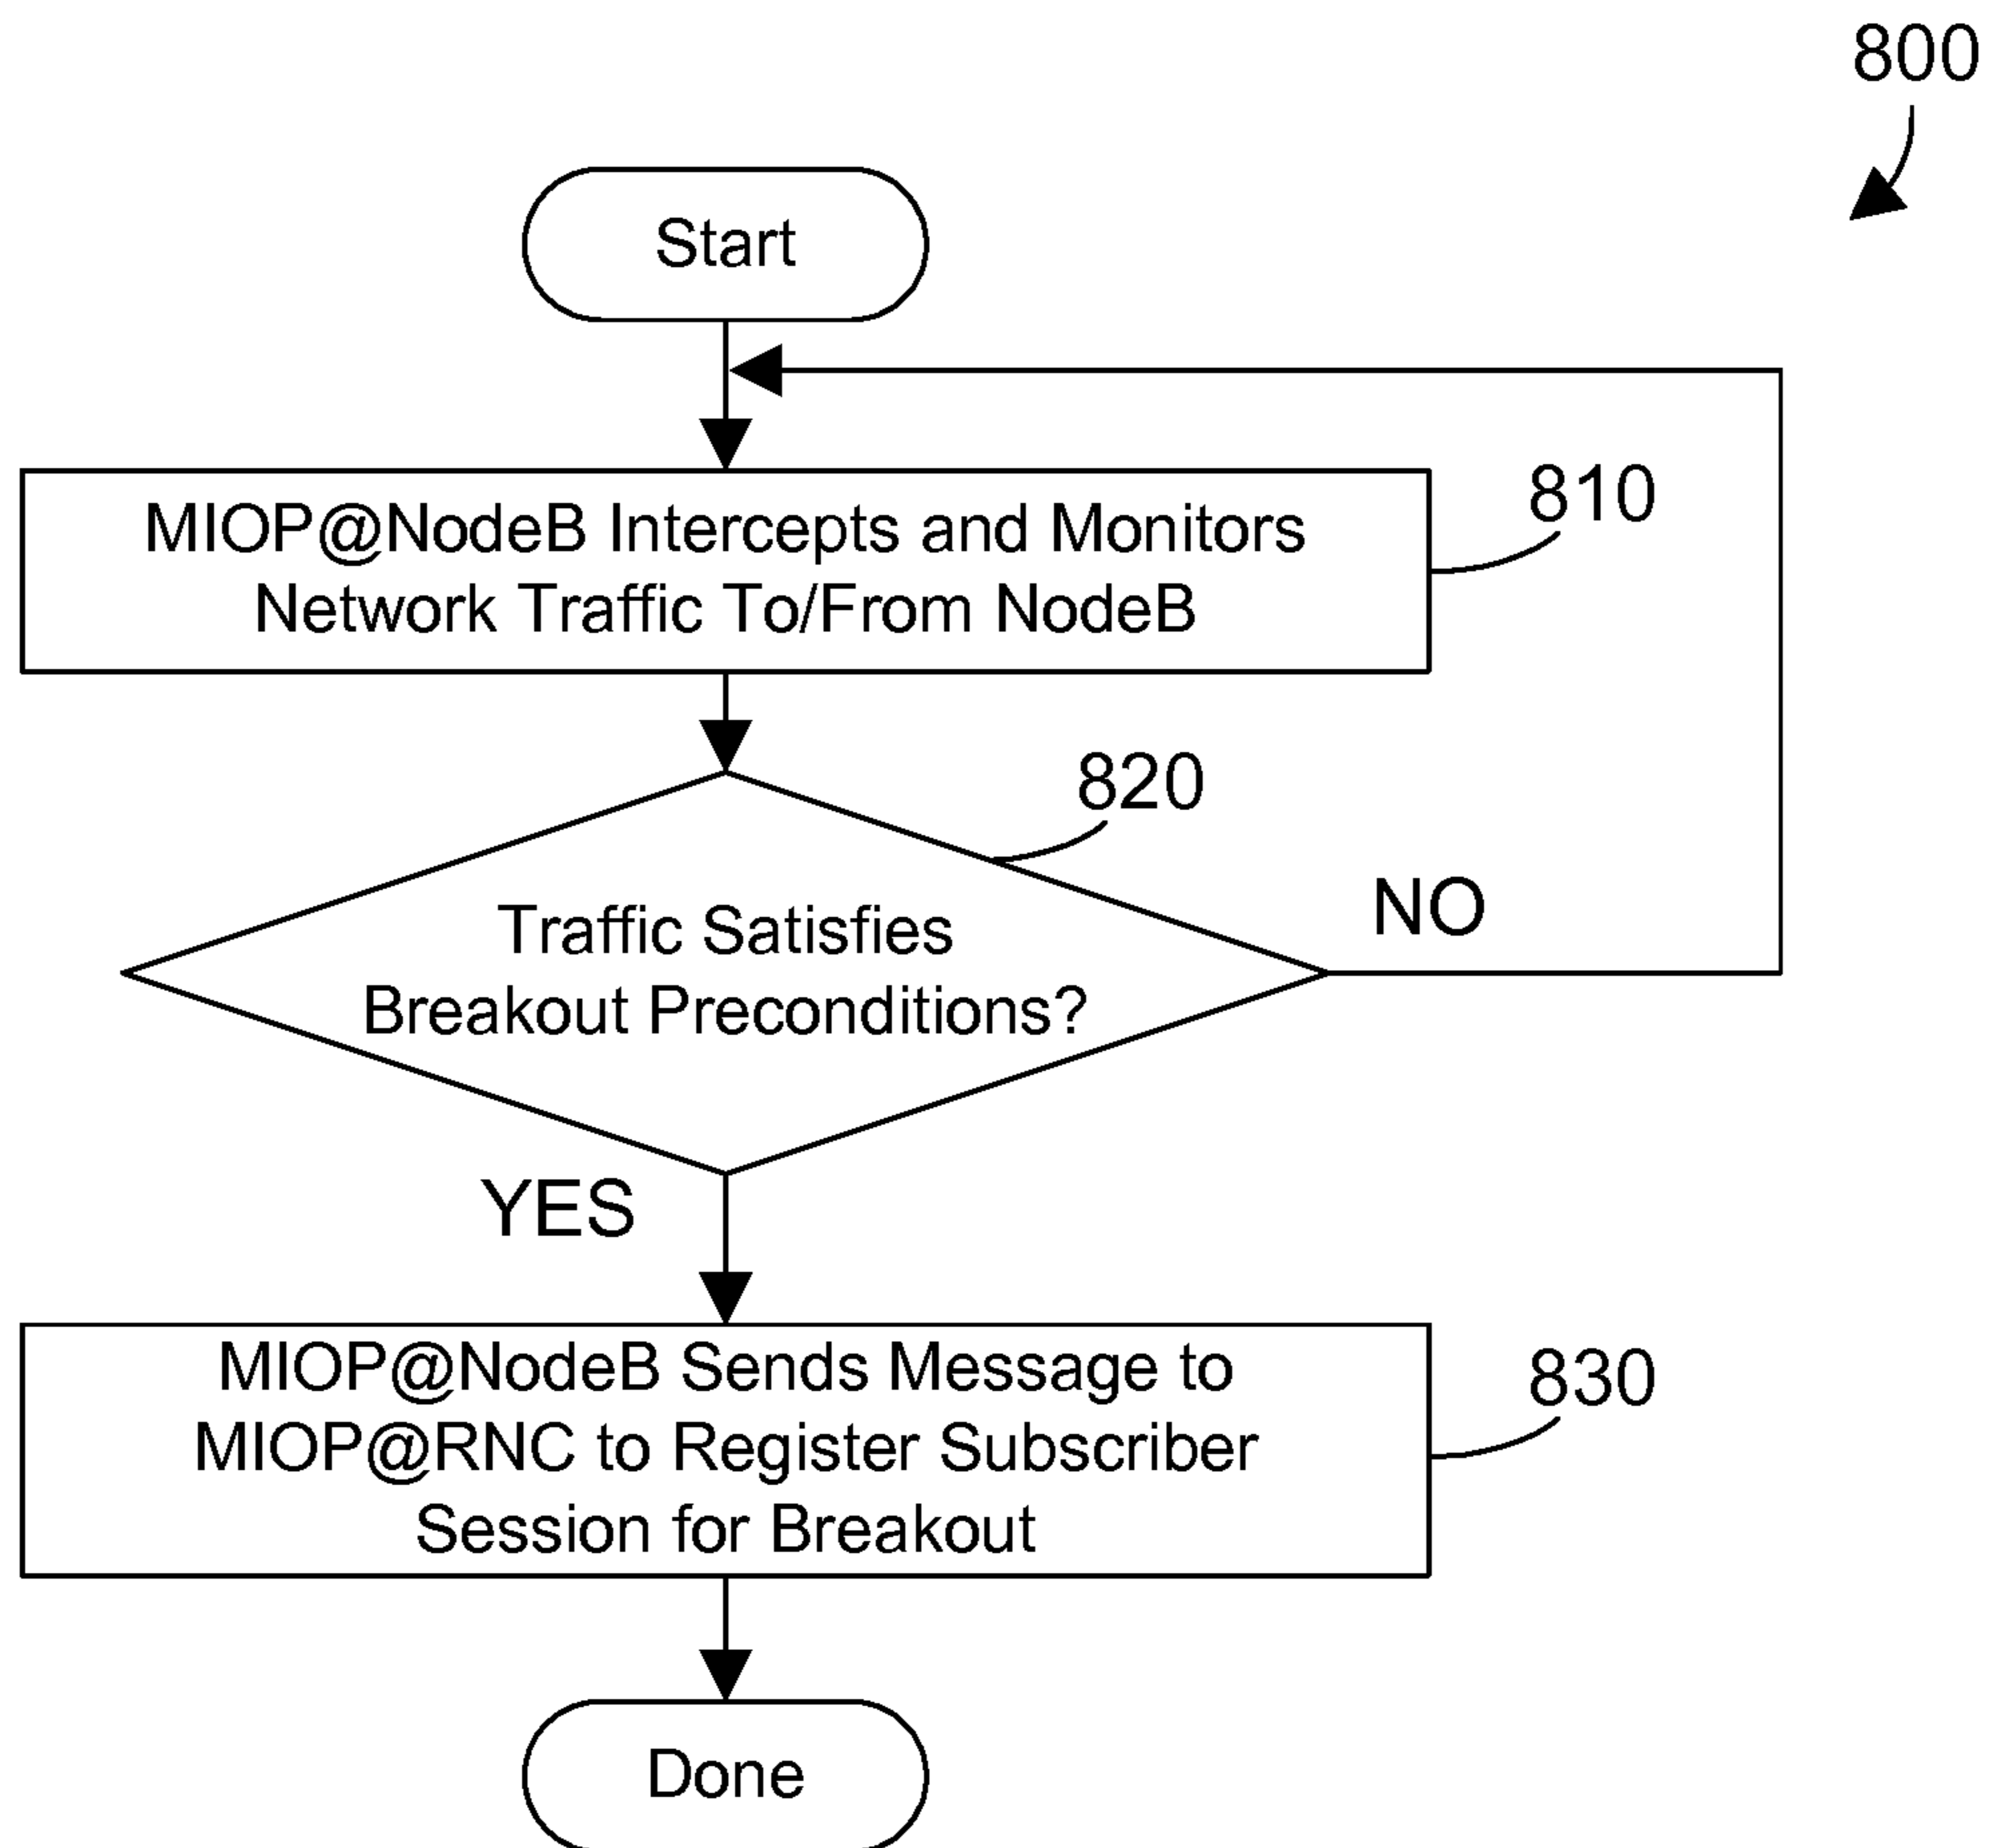 800
Start
MIOP@NodeB Intercepts and Monitors
Network Traffic To/From NodeB
810
820
Traffic Satisfies
Breakout Preconditions?
NO
YES
MIOP@NodeB Sends Message to
MIOP@RNC to Register Subscriber
Session for Breakout
830
Done